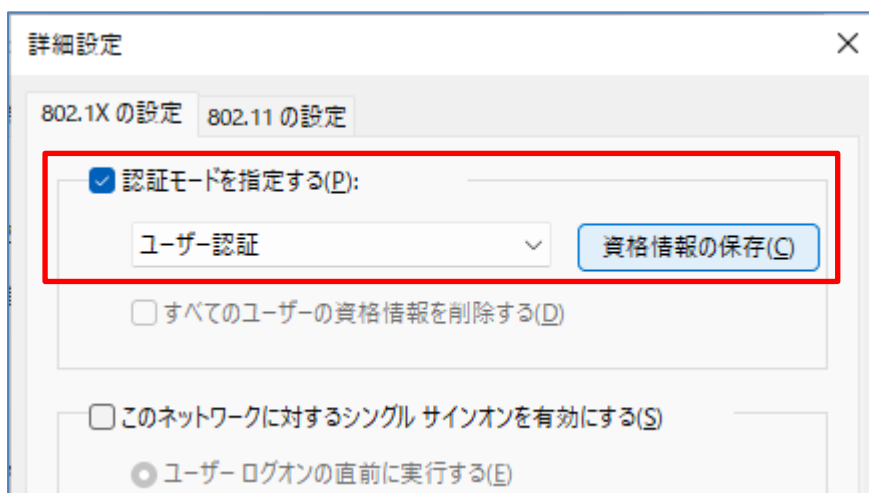 詳細設定
802.1X の設定 802.11 の設定
認証モードを指定する(P):
ユーザー認証 資格情報の保存(C)
すべてのユーザーの資格情報を削除する(D)
このネットワークに対するシングル サインオンを有効にする(S)
ユーザー ログオンの直前に実行する(E)